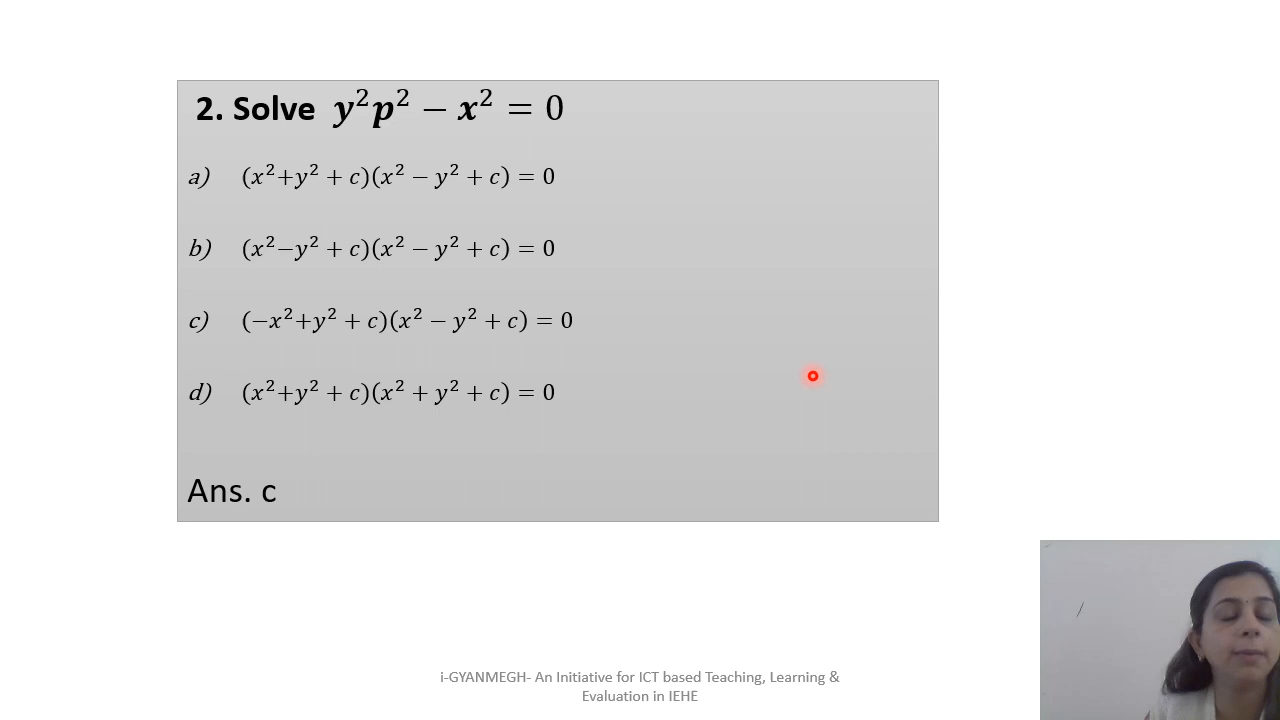 2. Solve y²p² − x² = 0
a) (x²+y² + c)(x² − y² + c) = 0
b) (x²−y² + c)(x² − y² + c) = 0
c) (−x²+y² + c)(x² − y² + c) = 0
d) (x²+y² + c)(x² + y² + c) = 0
Ans. c
i-GYANMEGH- An Initiative for ICT based Teaching, Learning &
Evaluation in IEHE